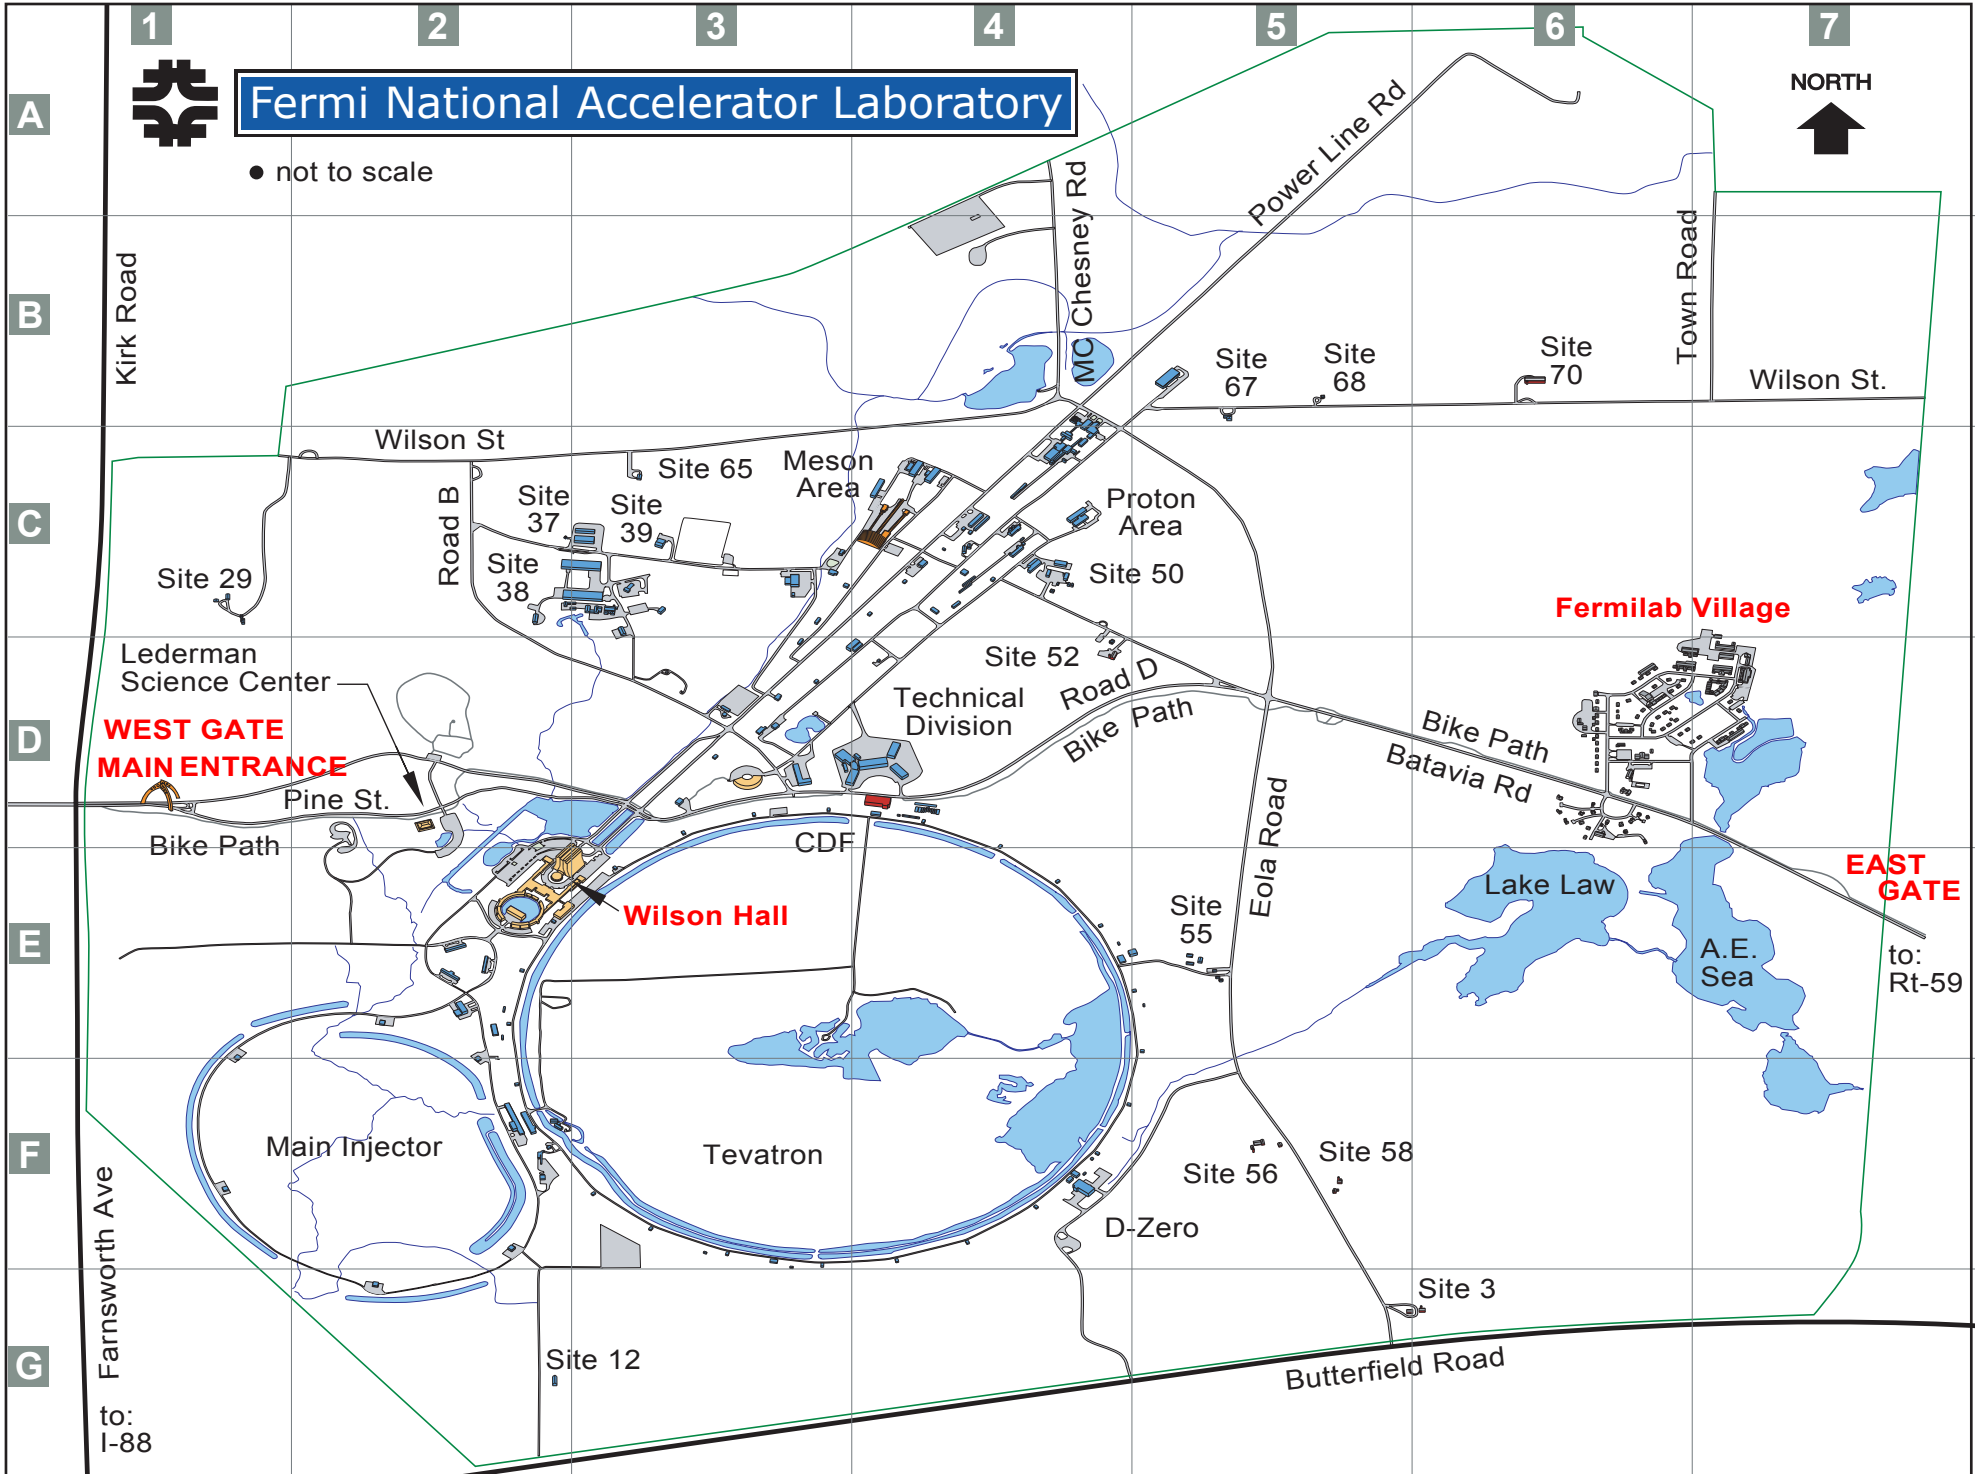 1 2 3 4 5 6 7
A
B
C
D
E
F
G
Fermi National Accelerator Laboratory
• not to scale
NORTH
Kirk Road
MC Chesney Rd
Power Line Rd
Town Road
Site
67
Site
68
Site
70
Wilson St.
Wilson St
Road B
Site 65
Meson
Area
Site
37
Site
39
Site
38
Proton
Area
Site 50
Site 29
Fermilab Village
Lederman
Science Center
Site 52
Road D
Technical
Division
Bike Path
WEST GATE
MAIN ENTRANCE
Pine St.
Bike Path
Bike Path
Batavia Rd
Eola Road
CDF
Wilson Hall
Site
55
Lake Law
A.E.
Sea
EAST
GATE
to:
Rt-59
Main Injector
Tevatron
Site 56
Site 58
D-Zero
Site 3
Site 12
Farnsworth Ave
Butterfield Road
to:
I-88